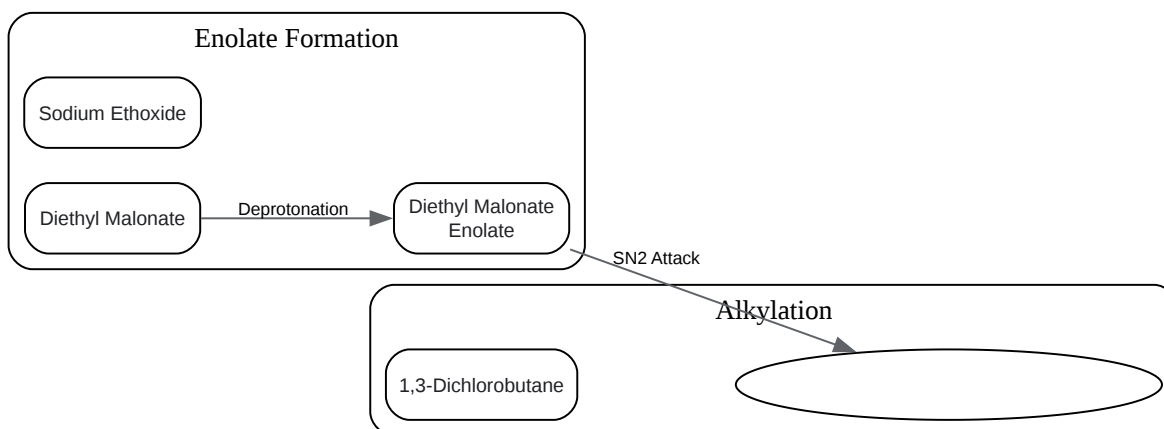 Enolate Formation
Sodium Ethoxide
Diethyl Malonate
Deprotonation
Diethyl Malonate
Enolate
SN2 Attack
Alkylation
1,3-Dichlorobutane